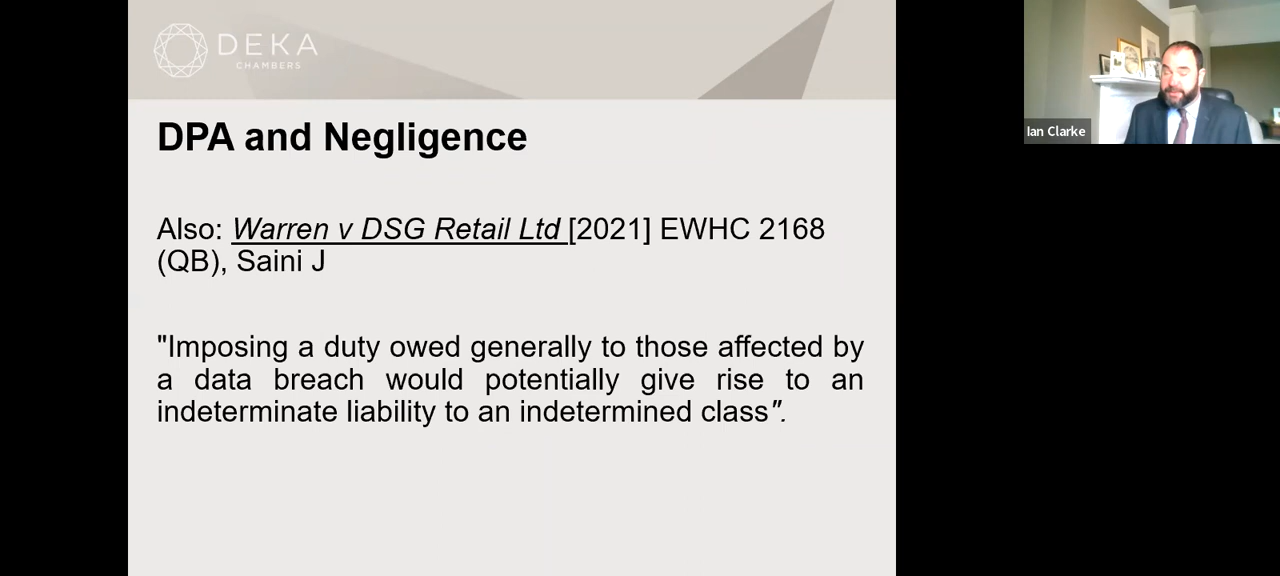 DEKA
CHAMBERS
DPA and Negligence
Also: Warren v DSG Retail Ltd [2021] EWHC 2168
(QB), Saini J
"Imposing a duty owed generally to those affected by
a data breach would potentially give rise to an
indeterminate liability to an indetermined class".
Ian Clarke